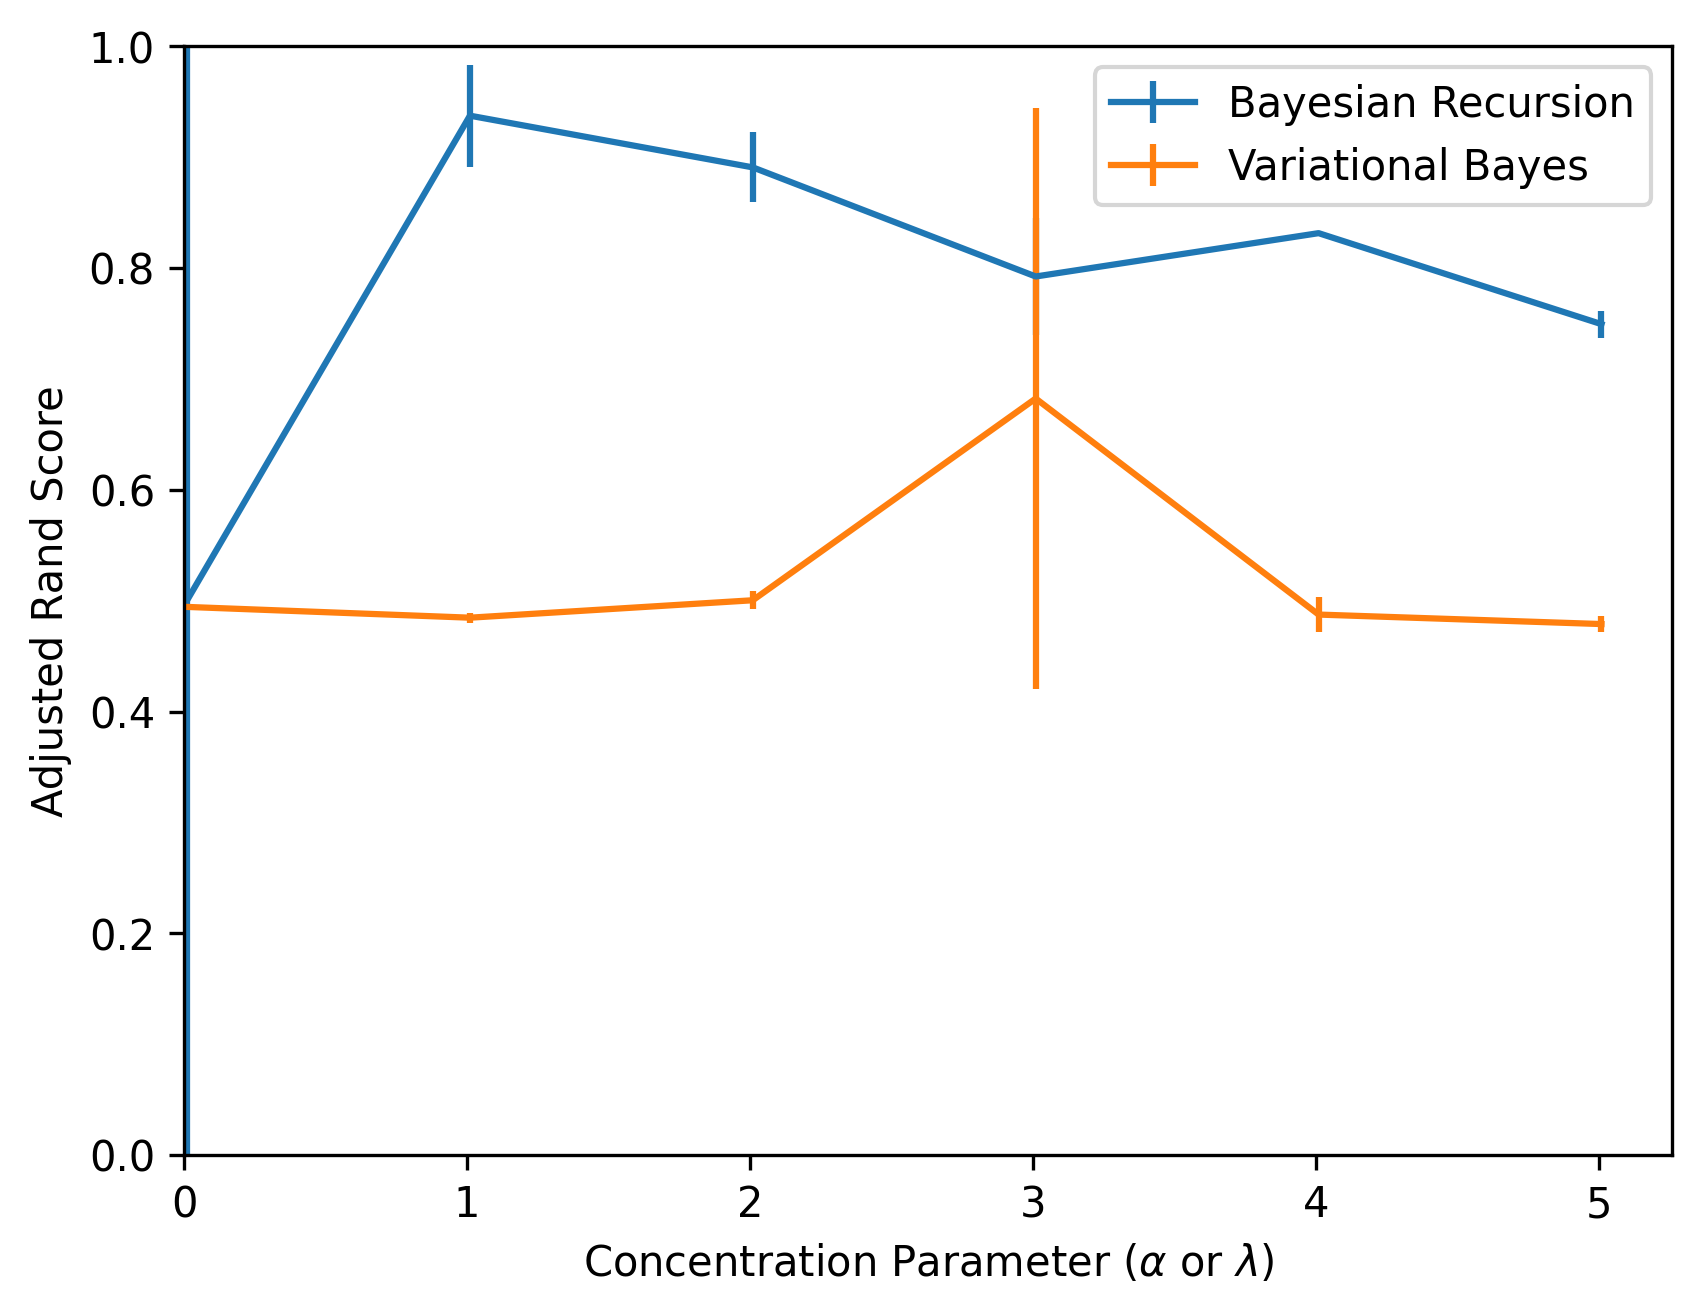 1.0
0.8
0.6
0.4
0.2
0.0
Adjusted Rand Score
Bayesian Recursion
Variational Bayes
0 1 2 3 4 5
Concentration Parameter (α or λ)